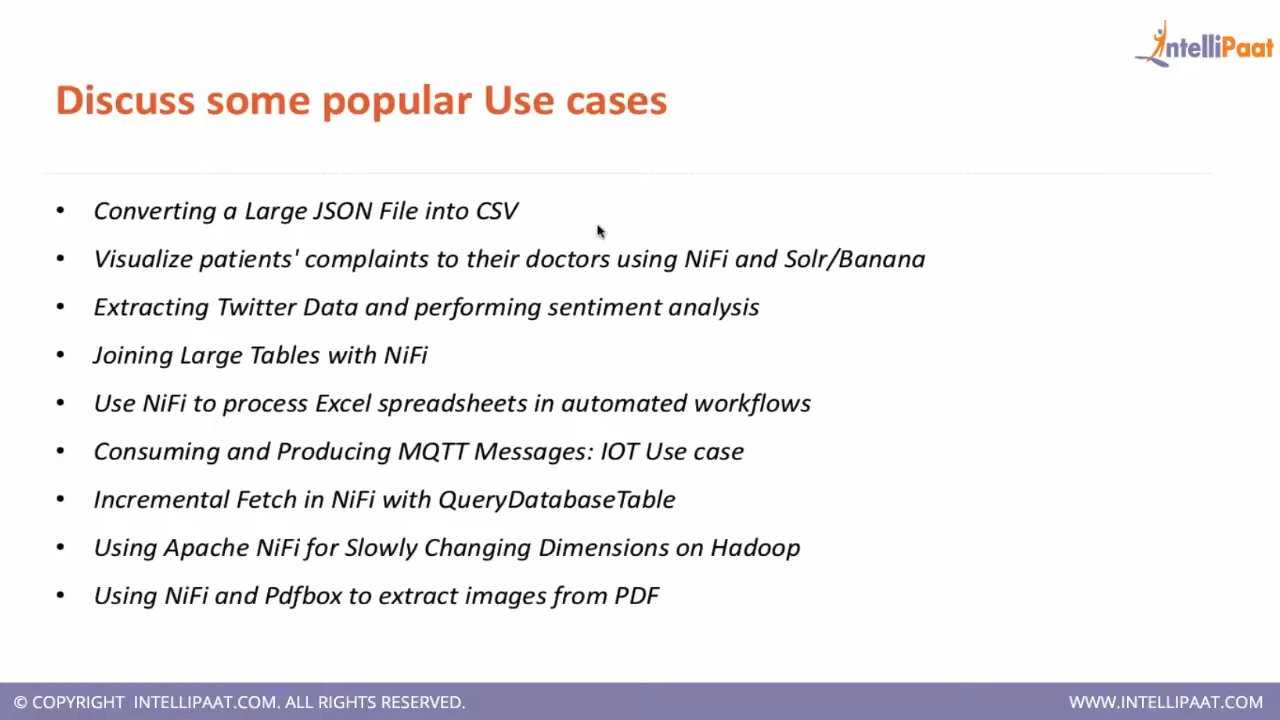 IntelliPaat
Discuss some popular Use cases
• Converting a Large JSON File into CSV
• Visualize patients' complaints to their doctors using NiFi and Solr/Banana
• Extracting Twitter Data and performing sentiment analysis
• Joining Large Tables with NiFi
• Use NiFi to process Excel spreadsheets in automated workflows
• Consuming and Producing MQTT Messages: IOT Use case
• Incremental Fetch in NiFi with QueryDatabaseTable
• Using Apache NiFi for Slowly Changing Dimensions on Hadoop
• Using NiFi and Pdfbox to extract images from PDF
© COPYRIGHT INTELLIPAAT.COM. ALL RIGHTS RESERVED.
WWW.INTELLIPAAT.COM